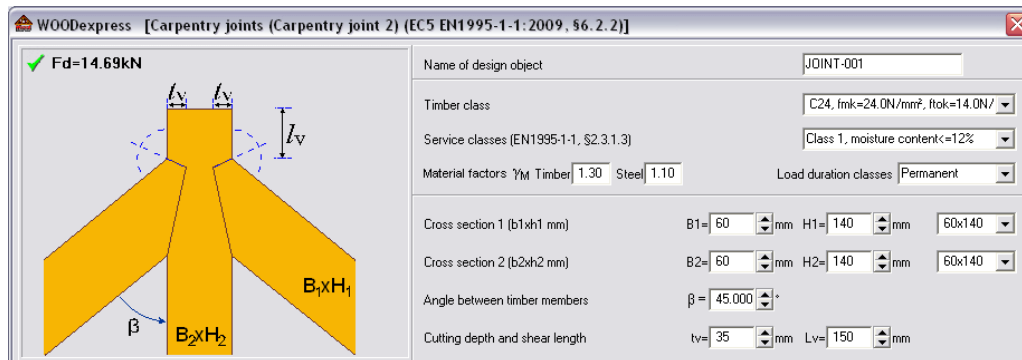 WOODexpress [Carpentry joints (Carpentry joint 2) (EC5 EN1995-1-1:2009, §6.2.2)]
Fd=14.69kN
lv lv
lv
B1xH1
β
B2xH2
Name of design object JOINT-001
Timber class C24, fmk=24.0N/mm², ftok=14.0N/
Service classes (EN1995-1-1, §2.3.1.3) Class 1, moisture content<=12%
Material factors γM Timber 1.30 Steel 1.10 Load duration classes Permanent
Cross section 1 (b1xh1 mm) B1= 60 mm H1= 140 mm 60x140
Cross section 2 (b2xh2 mm) B2= 60 mm H2= 140 mm 60x140
Angle between timber members β = 45.000 °
Cutting depth and shear length tv= 35 mm Lv= 150 mm